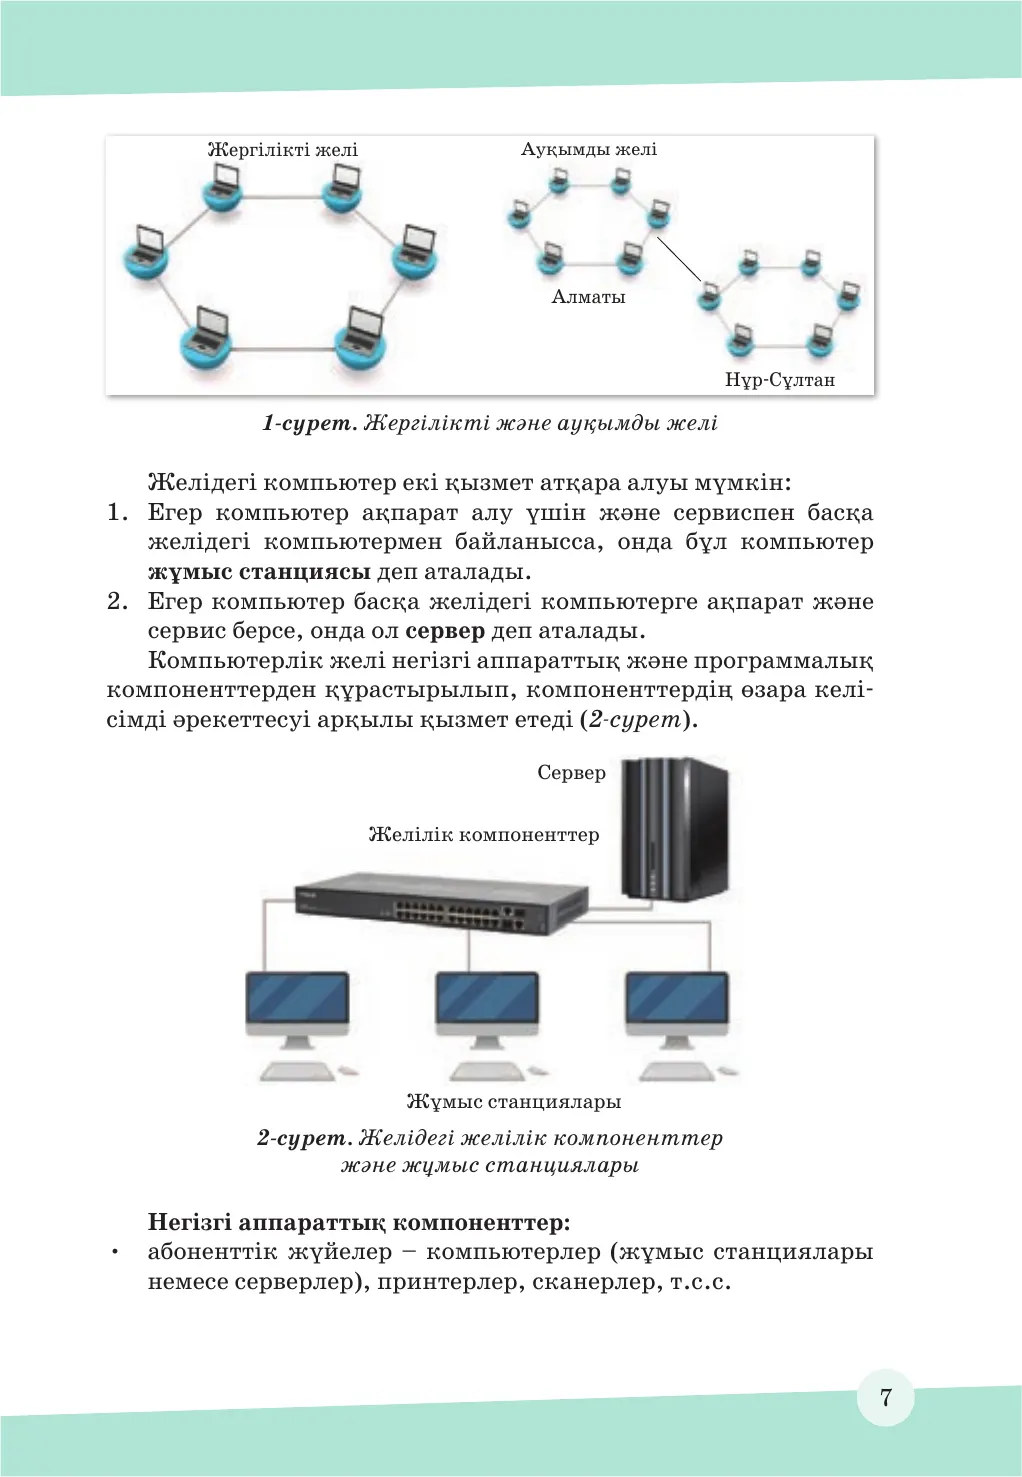 Жергілікті желі
Ауқымды желі
Алматы
Нұр-Сұлтан
1-сурет. Жергілікті және ауқымды желі
Желідегі компьютер екі қызмет атқара алуы мүмкін:
1. Егер компьютер ақпарат алу үшін және сервиспен басқа
желідегі компьютермен байланысса, онда бұл компьютер
жұмыс станциясы деп аталады.
2. Егер компьютер басқа желідегі компьютерге ақпарат және
сервис берсе, онда ол сервер деп аталады.
Компьютерлік желі негізгі аппараттық және программалық
компоненттерден құрастырылып, компоненттердің өзара келі-
сімді әрекеттесуі арқылы қызмет етеді (2-сурет).
Сервер
Желілік компоненттер
Жұмыс станциялары
2-сурет. Желідегі желілік компоненттер
және жұмыс станциялары
Негізгі аппараттық компоненттер:
• абоненттік жүйелер – компьютерлер (жұмыс станциялары
немесе серверлер), принтерлер, сканерлер, т.с.с.
7